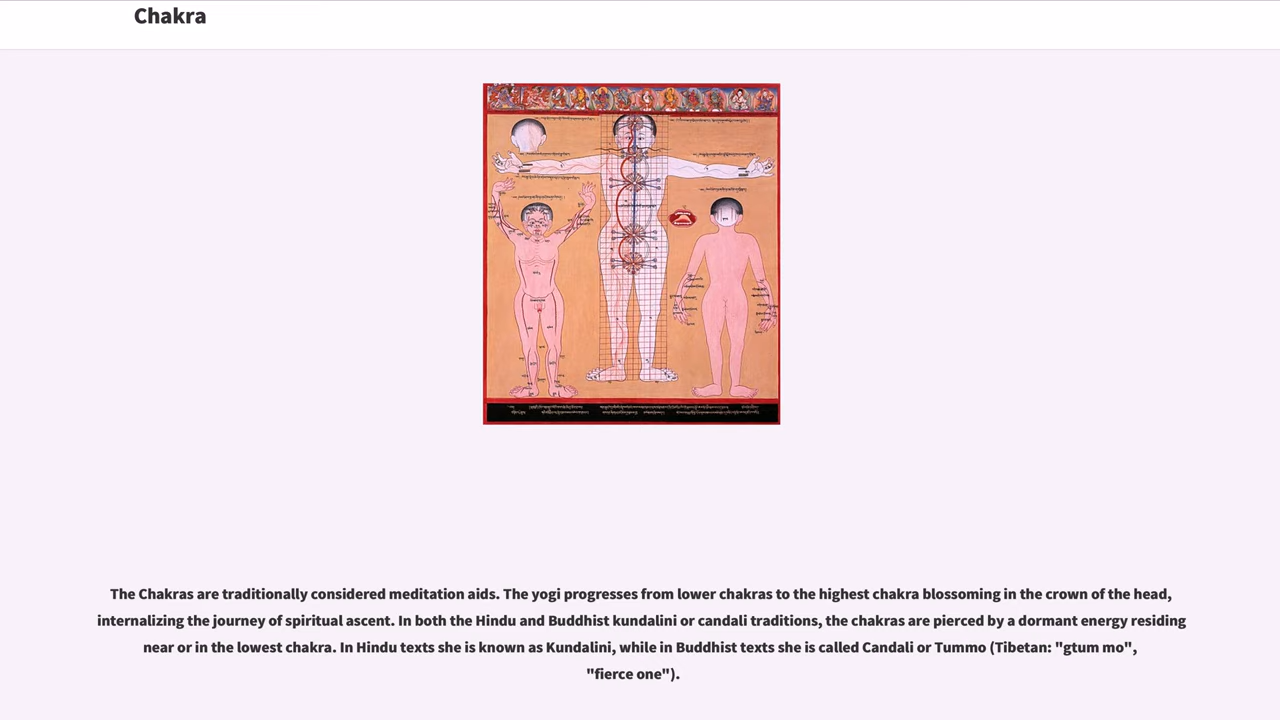 Chakra
The Chakras are traditionally considered meditation aids. The yogi progresses from lower chakras to the highest chakra blossoming in the crown of the head,
internalizing the journey of spiritual ascent. In both the Hindu and Buddhist kundalini or candali traditions, the chakras are pierced by a dormant energy residing
near or in the lowest chakra. In Hindu texts she is known as Kundalini, while in Buddhist texts she is called Candali or Tummo (Tibetan: "gtum mo",
"fierce one").